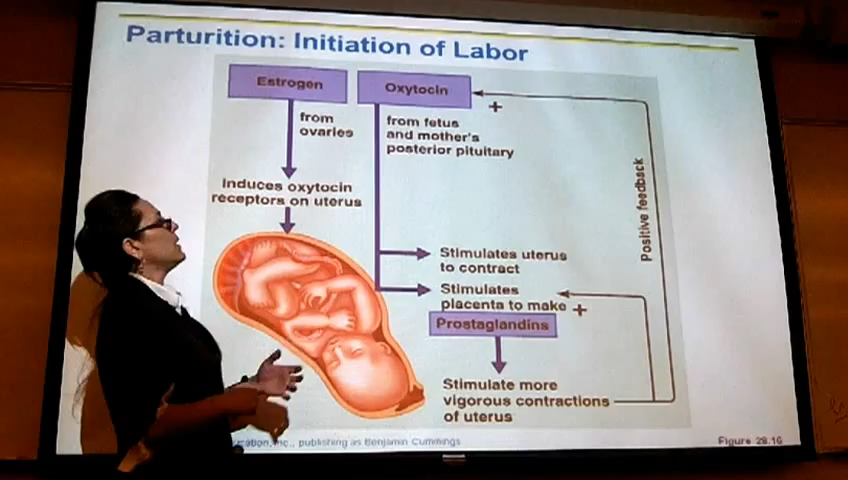 Parturition: Initiation of Labor
Estrogen
Oxytocin
+
from
ovaries
from fetus
and mother's
posterior pituitary
Induces oxytocin
receptors on uterus
Positive feedback
Stimulates uterus
to contract
Stimulates
placenta to make
+
Prostaglandins
Stimulate more
vigorous contractions
of uterus
Inc., publishing as Benjamin Cummings
Figure 28.16